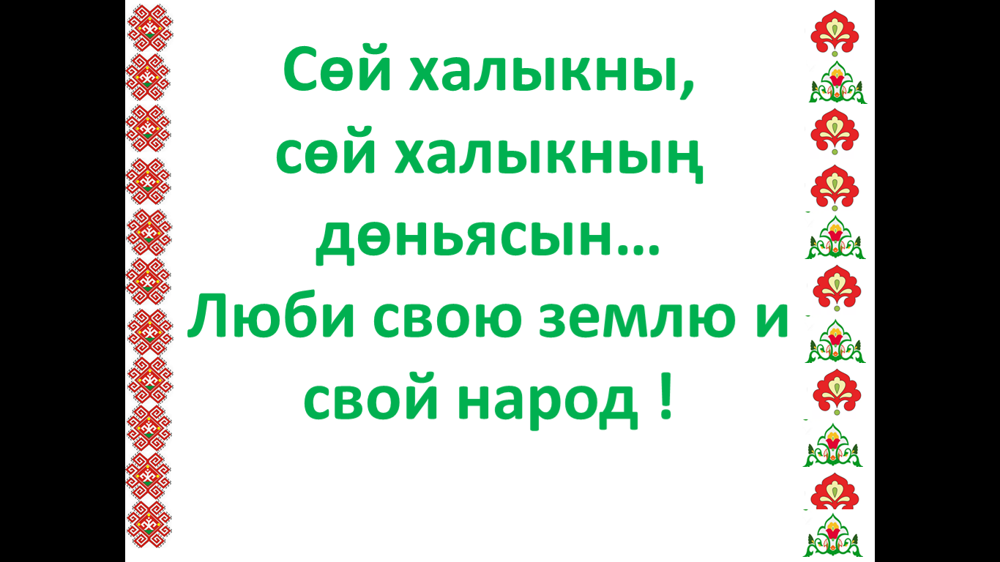 Сөй халыкны,
сөй халыкның
дөньясын...
Люби свою землю и
свой народ !